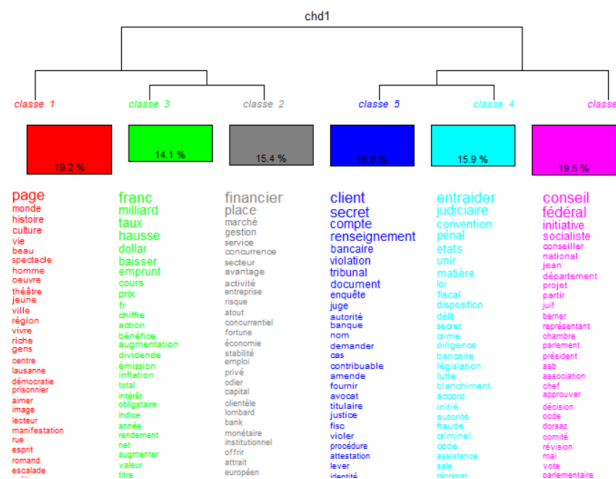 chd1
classe 1
classe 3
classe 2
classe 5
classe 4
classe
19.2 %
14.1 %
15.4 %
15.9 %
19.5 %
page
monde
histoire
culture
vie
beau
spectacle
homme
oeuvre
théâtre
jeune
ville
région
vivre
riche
gens
centre
lausanne
démocratie
prisonnier
aimer
image
lecteur
manifestation
rue
esprit
romand
escalade
franc
milliard
taux
hausse
dollar
baisser
emprunt
cours
prix
fr
chiffre
action
bénéfice
augmentation
dividende
émission
inflation
total
intérêt
obligataire
indice
année
rendement
net
augmenter
valeur
titre
financier
place
marché
gestion
service
concurrence
secteur
avantage
activité
entreprise
risque
atout
concurrentiel
fortune
économie
stabilité
emploi
privé
odier
capital
clientèle
lombard
bank
monétaire
institutionnel
offrir
attrait
européen
client
secret
compte
renseignement
bancaire
violation
tribunal
document
enquête
juge
autorité
banque
nom
demander
cas
contribuable
amende
fournir
avocat
titulaire
justice
fisc
violer
procédure
attestation
lever
identité
entraider
judiciaire
convention
pénal
etats
unir
matière
loi
fiscal
disposition
délit
secret
crime
diligence
bancaire
législation
lutte
blanchiment
accord
initié
autorité
fraude
criminel
code
assistance
sale
réprimer
conseil
fédéral
initiative
socialiste
conseiller
national
jean
département
projet
partir
juif
berner
représentant
chambre
parlement
président
asb
association
chef
approuver
décision
ocde
dorsaz
comité
révision
mai
vote
parlementaire